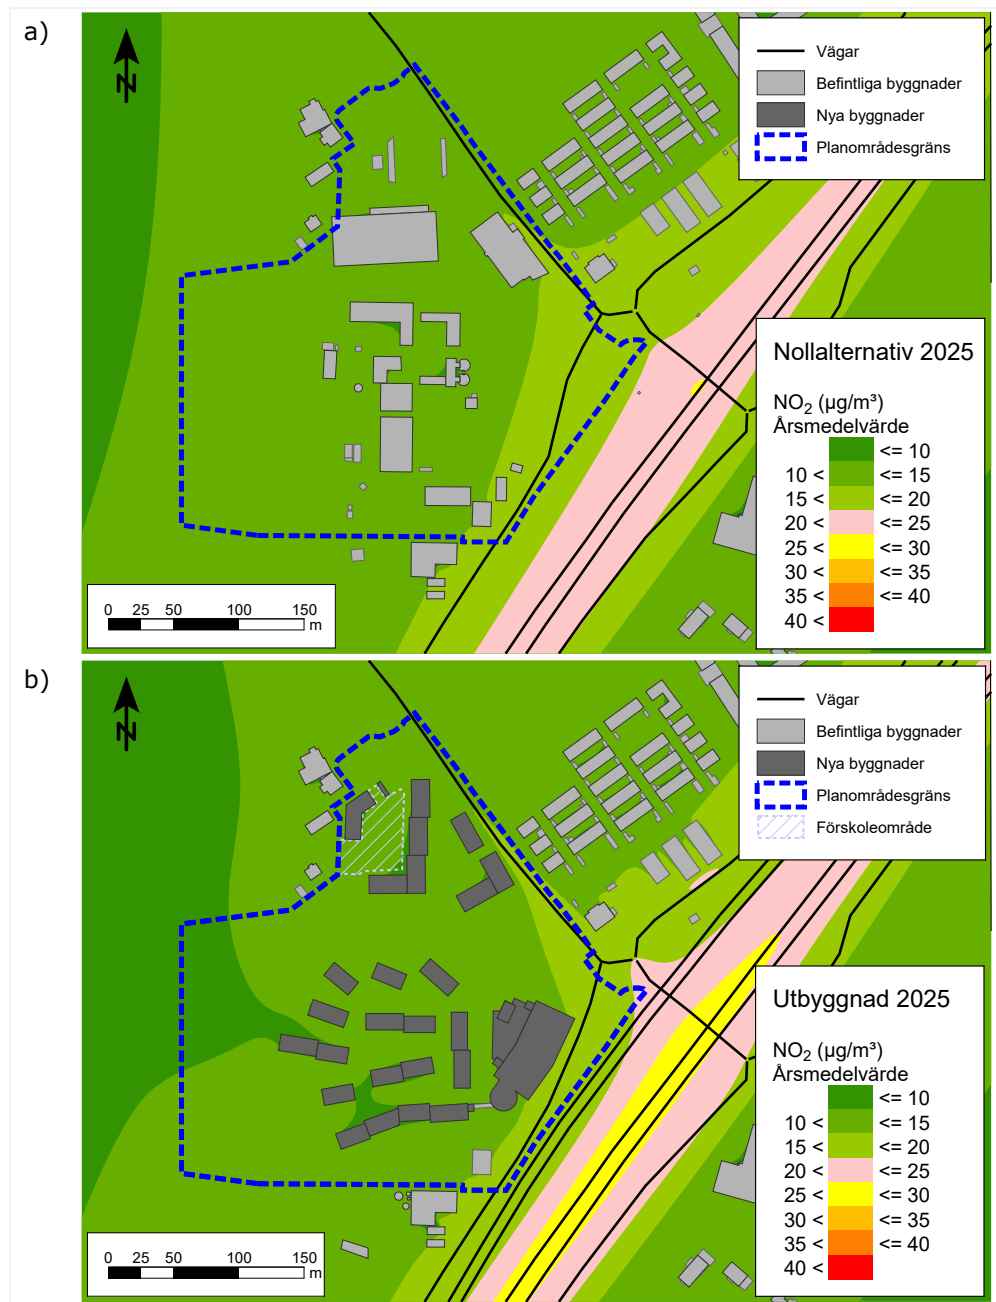 a)
N
Vägar
Befintliga byggnader
Nya byggnader
Planområdesgräns
Nollalternativ 2025
NO₂ (µg/m³)
Årsmedelvärde
<= 10
10 < <= 15
15 < <= 20
20 < <= 25
25 < <= 30
30 < <= 35
35 < <= 40
40 <
0 25 50 100 150
m
b)
N
Vägar
Befintliga byggnader
Nya byggnader
Planområdesgräns
Förskoleområde
Utbyggnad 2025
NO₂ (µg/m³)
Årsmedelvärde
<= 10
10 < <= 15
15 < <= 20
20 < <= 25
25 < <= 30
30 < <= 35
35 < <= 40
40 <
0 25 50 100 150
m